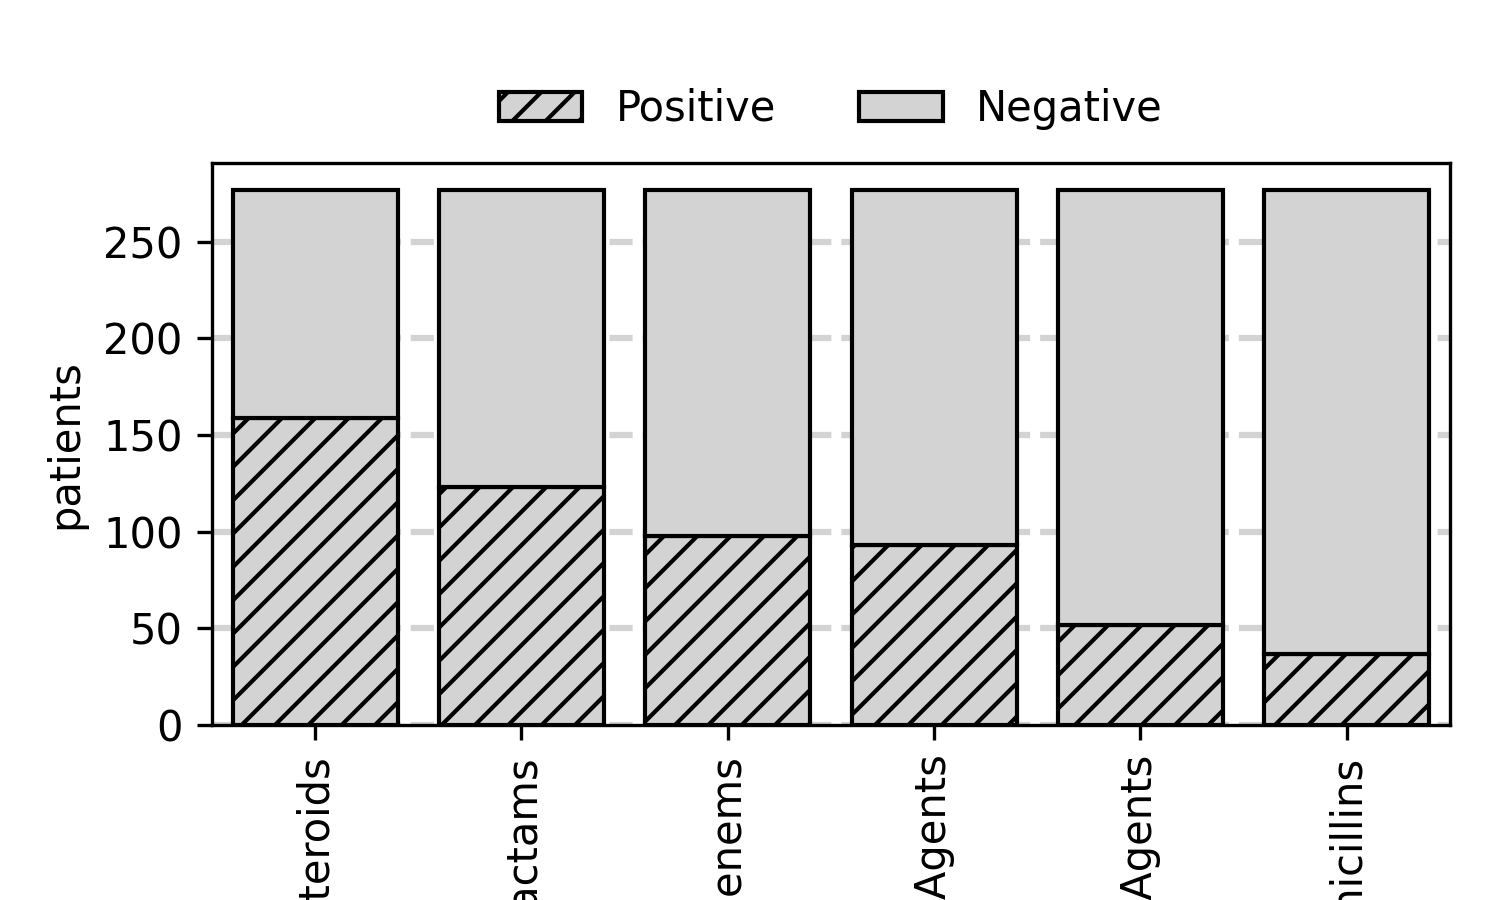 Positive
Negative
patients
250
200
150
100
50
0
teroids
actams
enems
Agents
Agents
nicillins